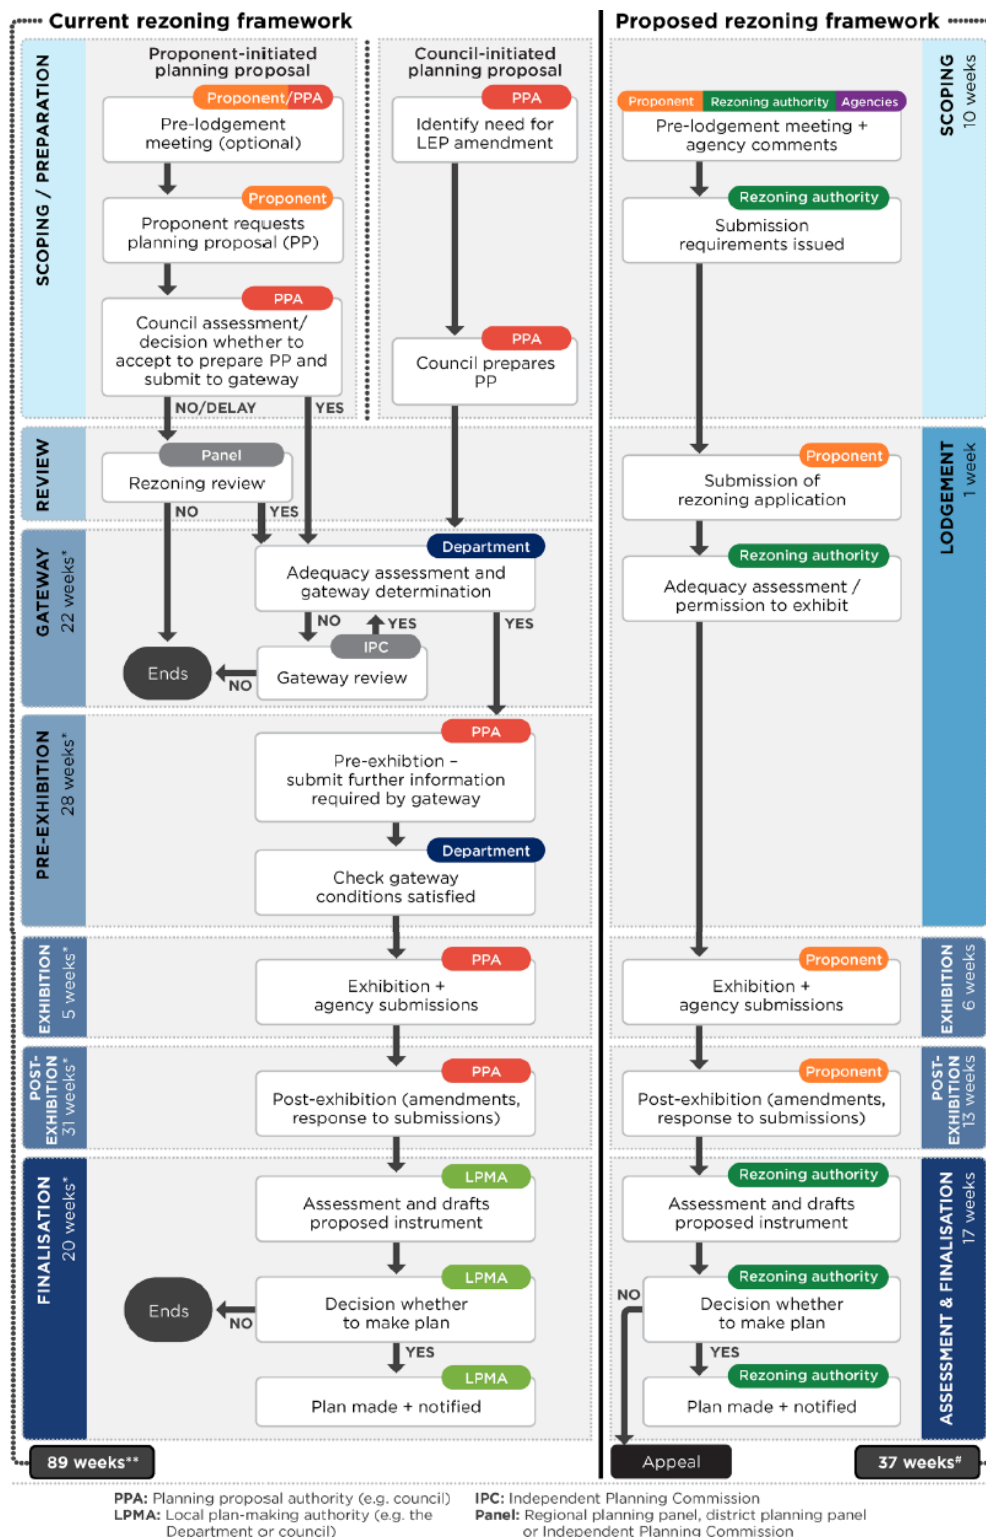 Current rezoning framework
Proponent-initiated
planning proposal
Council-initiated
planning proposal
SCOPING / PREPARATION
Proponent/PPA
Pre-lodgement
meeting (optional)
Proponent
Proponent requests
planning proposal (PP)
PPA
Council assessment/
decision whether to
accept to prepare PP and
submit to gateway
NO/DELAY
YES
PPA
Identify need for
LEP amendment
PPA
Council prepares
PP
REVIEW
Panel
Rezoning review
NO
YES
GATEWAY
22 weeks*
Department
Adequacy assessment and
gateway determination
NO
YES
YES
IPC
Gateway review
NO
Ends
PRE-EXHIBITION
28 weeks*
PPA
Pre-exhibtion –
submit further information
required by gateway
Department
Check gateway
conditions satisfied
EXHIBITION
5 weeks*
PPA
Exhibition +
agency submissions
POST-
EXHIBITION
31 weeks*
PPA
Post-exhibition (amendments,
response to submissions)
FINALISATION
20 weeks*
LPMA
Assessment and drafts
proposed instrument
LPMA
Decision whether
to make plan
NO
Ends
YES
LPMA
Plan made + notified
89 weeks**
Proposed rezoning framework
SCOPING
10 weeks
Proponent Rezoning authority Agencies
Pre-lodgement meeting +
agency comments
Rezoning authority
Submission
requirements issued
LODGEMENT
1 week
Proponent
Submission of
rezoning application
Rezoning authority
Adequacy assessment /
permission to exhibit
EXHIBITION
6 weeks
Proponent
Exhibition +
agency submissions
POST-
EXHIBITION
13 weeks
Proponent
Post-exhibition (amendments,
response to submissions)
ASSESSMENT & FINALISATION
17 weeks
Rezoning authority
Assessment and drafts
proposed instrument
Rezoning authority
Decision whether
to make plan
NO
YES
Rezoning authority
Plan made + notified
Appeal
37 weeks#
PPA: Planning proposal authority (e.g. council)
LPMA: Local plan-making authority (e.g. the
Department or council)
IPC: Independent Planning Commission
Panel: Regional planning panel, district planning panel
or Independent Planning Commission